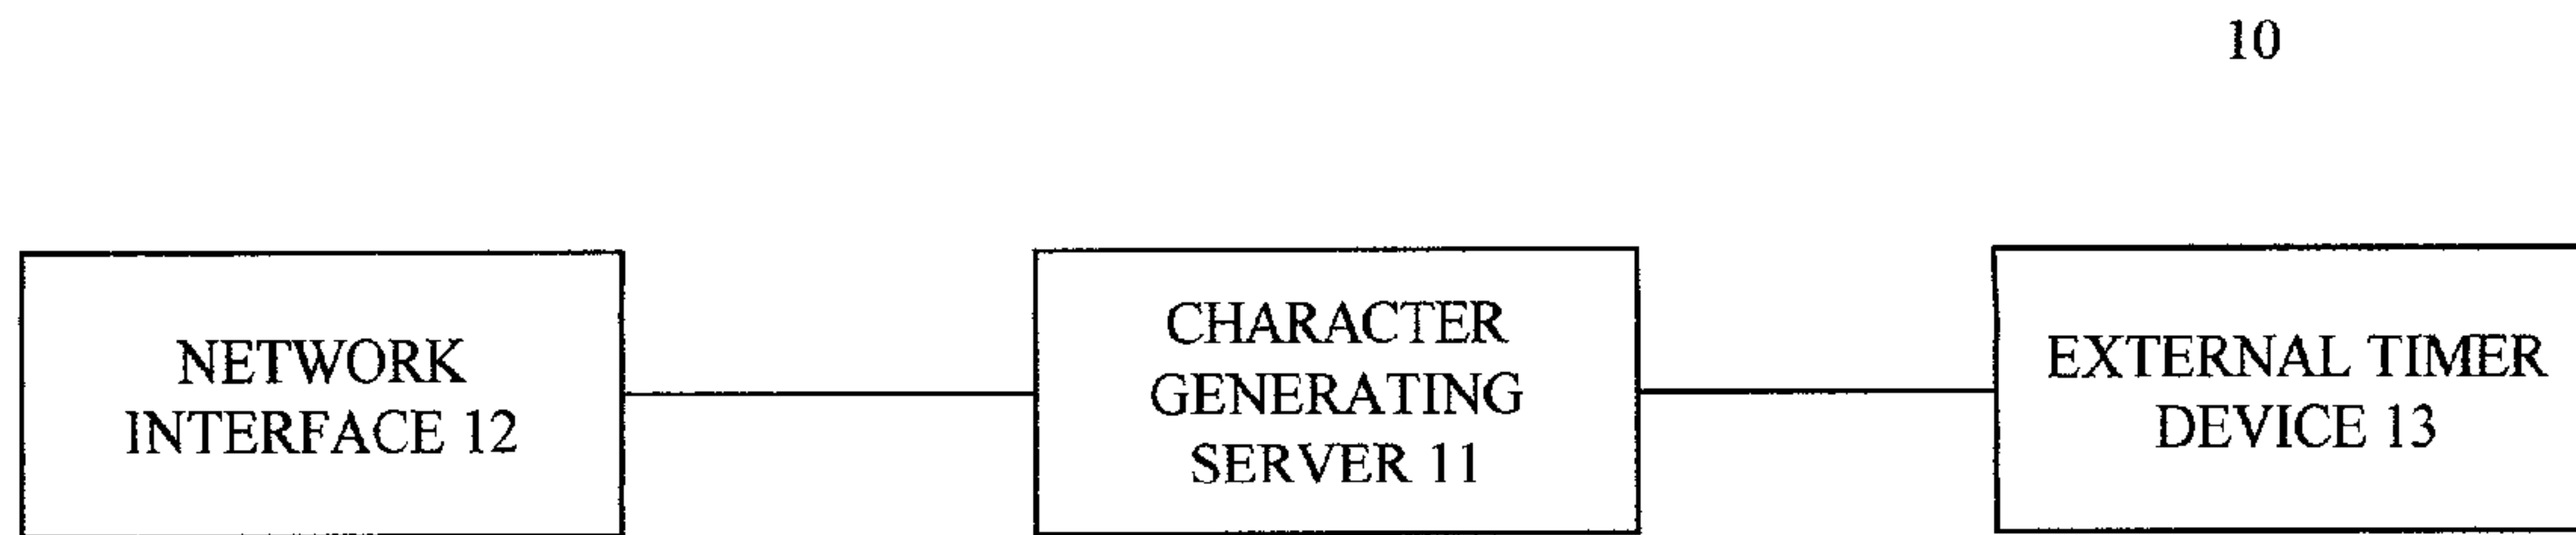 10
NETWORK
INTERFACE 12
CHARACTER
GENERATING
SERVER 11
EXTERNAL TIMER
DEVICE 13